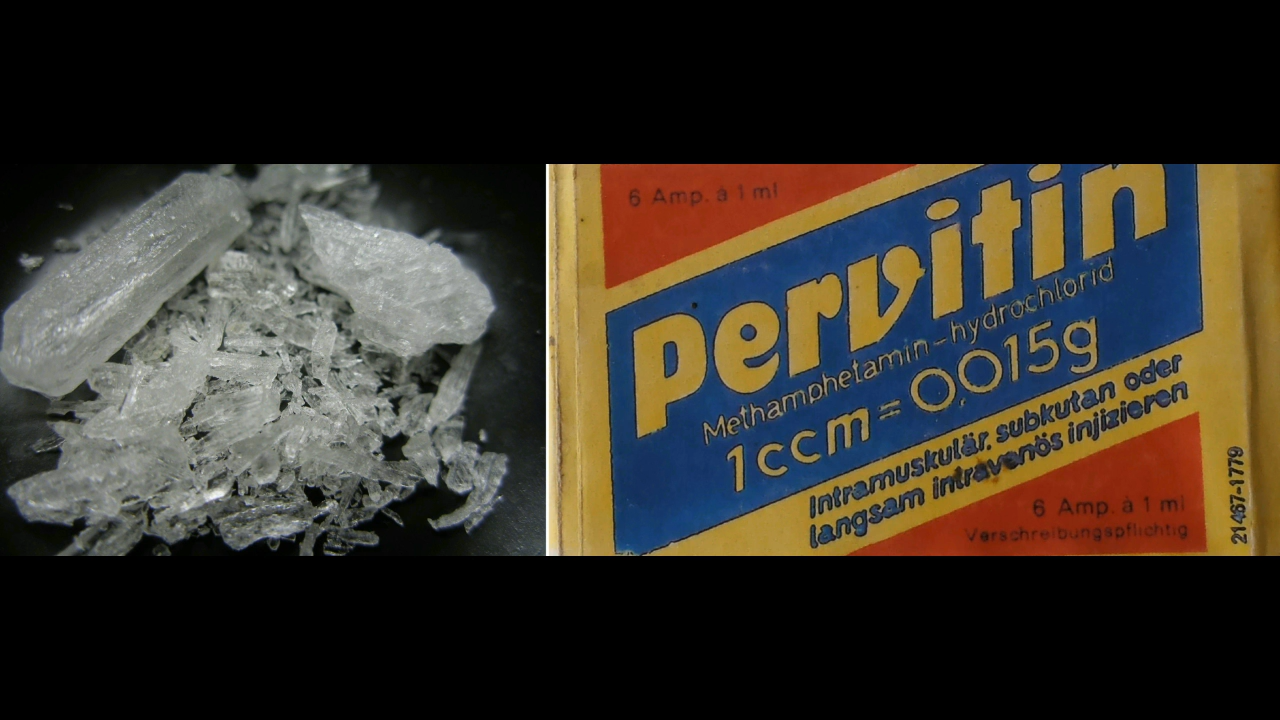 6 Amp. à 1 ml
Pervitin
Methamphetamin-hydrochlorid
1 ccm = 0,015g
Intramuskulär, subkutan oder
langsam intravenös injizieren
6 Amp. à 1 ml
Verschreibungspflichtig
21467-1779